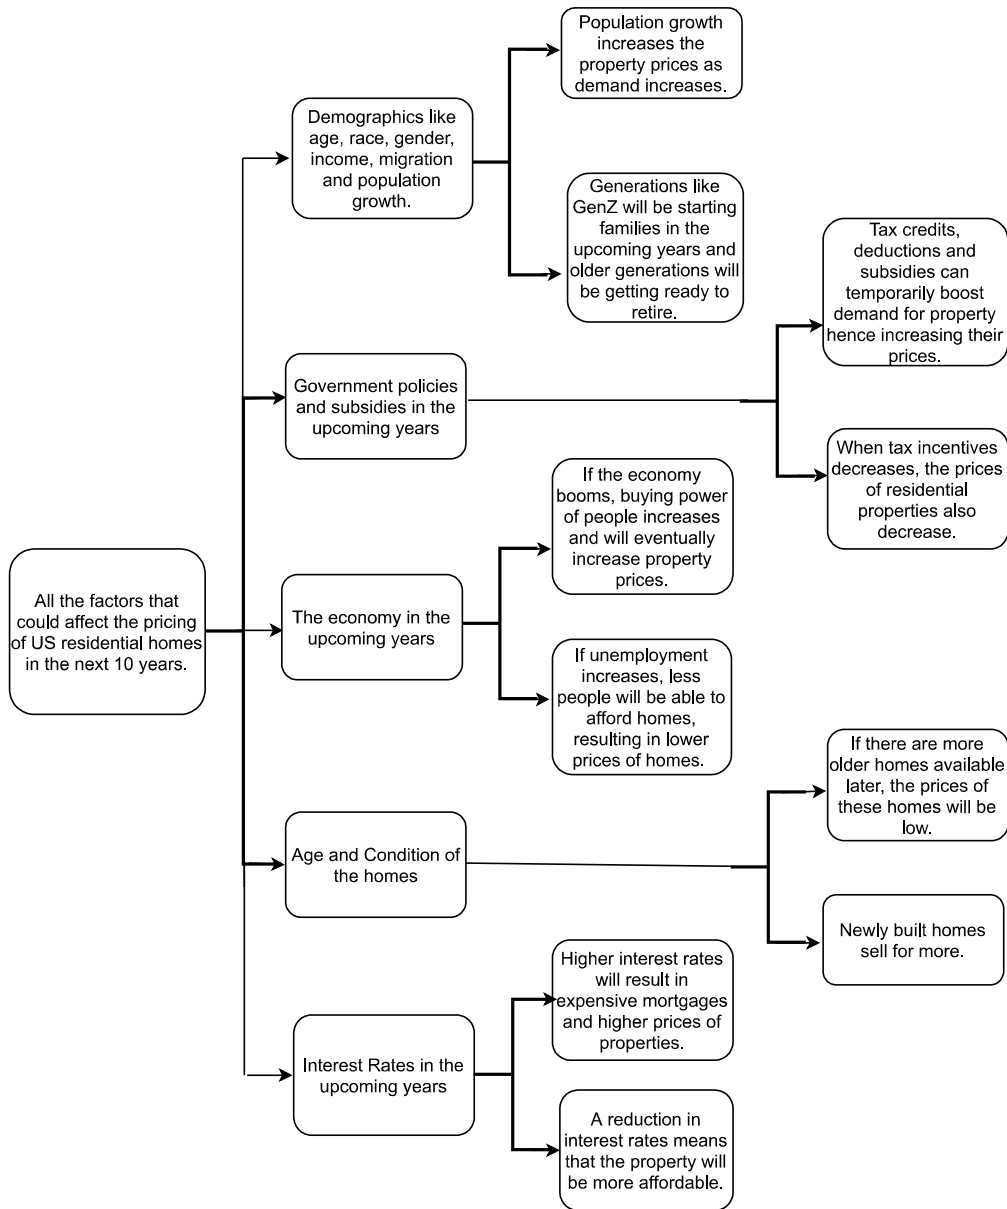 All the factors that
could affect the pricing
of US residential homes
in the next 10 years.
Demographics like
age, race, gender,
income, migration
and population
growth.
Population growth
increases the
property prices as
demand increases.
Generations like
GenZ will be starting
families in the
upcoming years and
older generations will
be getting ready to
retire.
Government policies
and subsidies in the
upcoming years
Tax credits,
deductions and
subsidies can
temporarily boost
demand for property
hence increasing their
prices.
When tax incentives
decreases, the prices
of residential
properties also
decrease.
The economy in the
upcoming years
If the economy
booms, buying power
of people increases
and will eventually
increase property
prices.
If unemployment
increases, less
people will be able to
afford homes,
resulting in lower
prices of homes.
Age and Condition of
the homes
If there are more
older homes available
later, the prices of
these homes will be
low.
Newly built homes
sell for more.
Interest Rates in the
upcoming years
Higher interest rates
will result in
expensive mortgages
and higher prices of
properties.
A reduction in
interest rates means
that the property will
be more affordable.